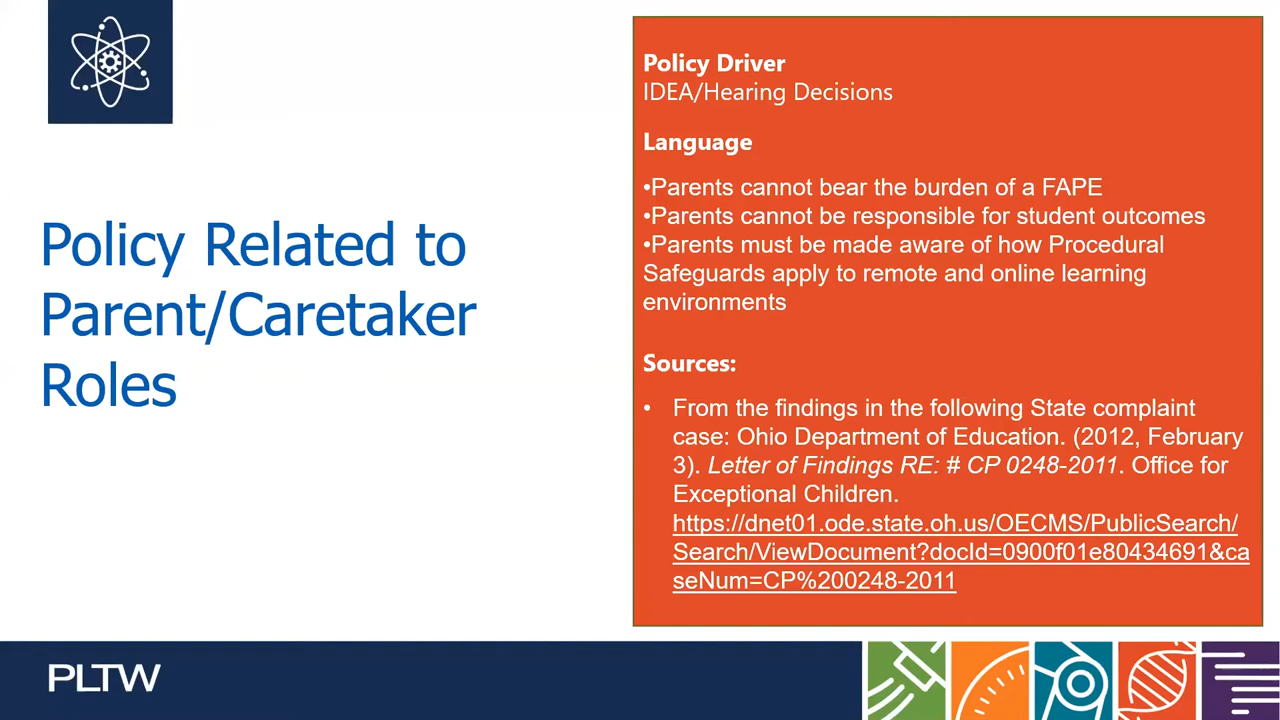 Policy Related to
Parent/Caretaker
Roles
Policy Driver
IDEA/Hearing Decisions
Language
•Parents cannot bear the burden of a FAPE
•Parents cannot be responsible for student outcomes
•Parents must be made aware of how Procedural
Safeguards apply to remote and online learning
environments
Sources:
• From the findings in the following State complaint
case: Ohio Department of Education. (2012, February
3). Letter of Findings RE: # CP 0248-2011. Office for
Exceptional Children.
https://dnet01.ode.state.oh.us/OECMS/PublicSearch/
Search/ViewDocument?docId=0900f01e80434691&ca
seNum=CP%200248-2011
PLTW